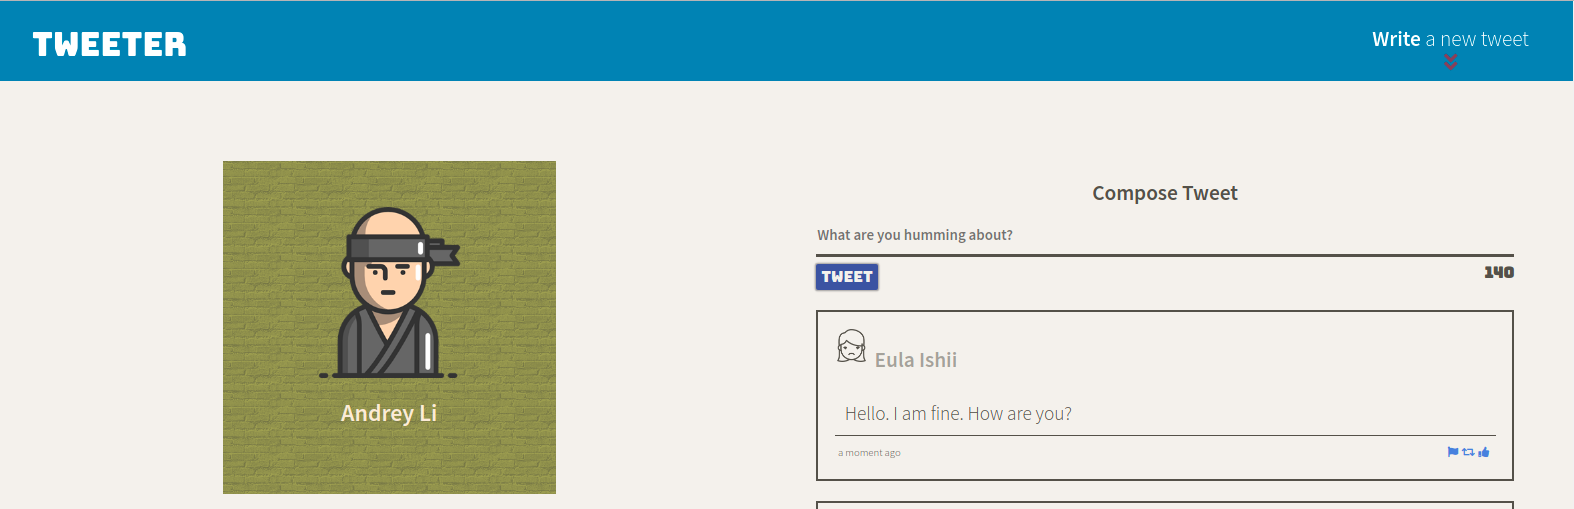 TWEETER
Write a new tweet
Andrey Li
Compose Tweet
What are you humming about?
TWEET
140
Eula Ishii
Hello. I am fine. How are you?
a moment ago